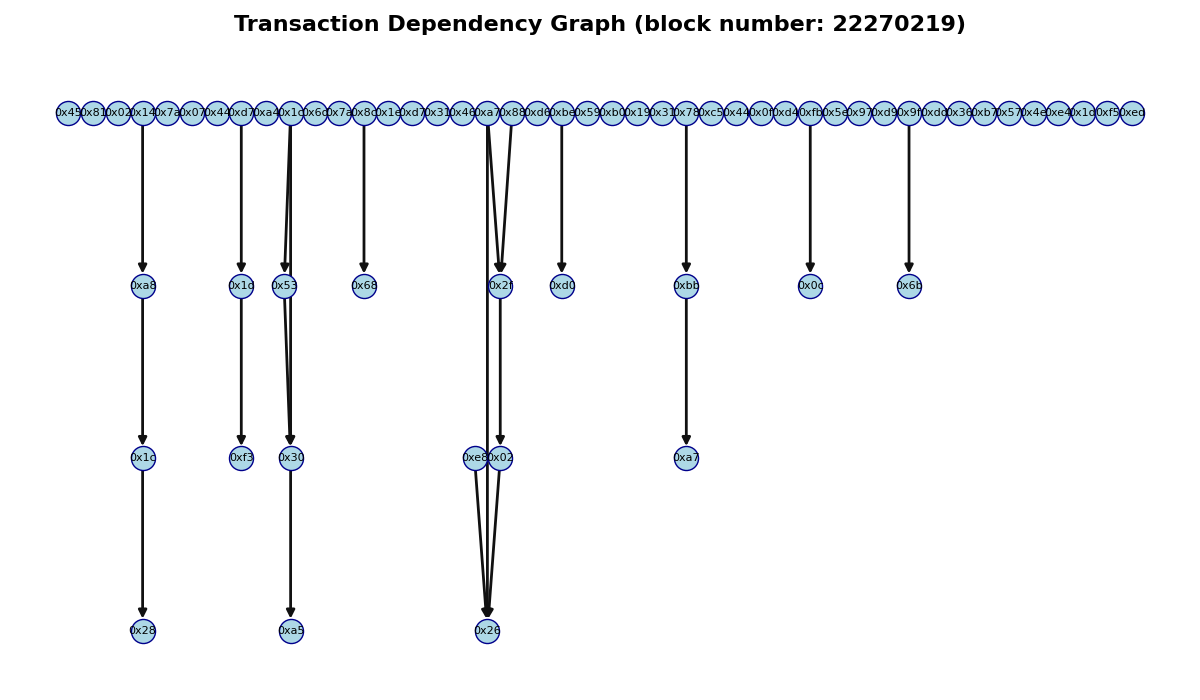 Transaction Dependency Graph (block number: 22270219)
0x45 0x81 0x02 0x14 0x7a 0x07 0x44 0xd7 0xa4 0x1c 0x6c 0x7a 0x8c 0x1e 0xd7 0x31 0x46 0xa7 0x88 0xd6 0xbe 0x59 0xb0 0x19 0x31 0x78 0xc5 0x44 0x0f 0xd4 0xfb 0x5e 0x97 0xd9 0x9f 0xdd 0x36 0xb7 0x57 0x4e 0xe4 0x1d 0xf5 0xed
0xa8 0x1d 0x53 0x68 0x2f 0xd0 0xbb 0x0c 0x6b
0x1c 0xf3 0x30 0xe8 0x02 0xa7
0x28 0xa5 0x26